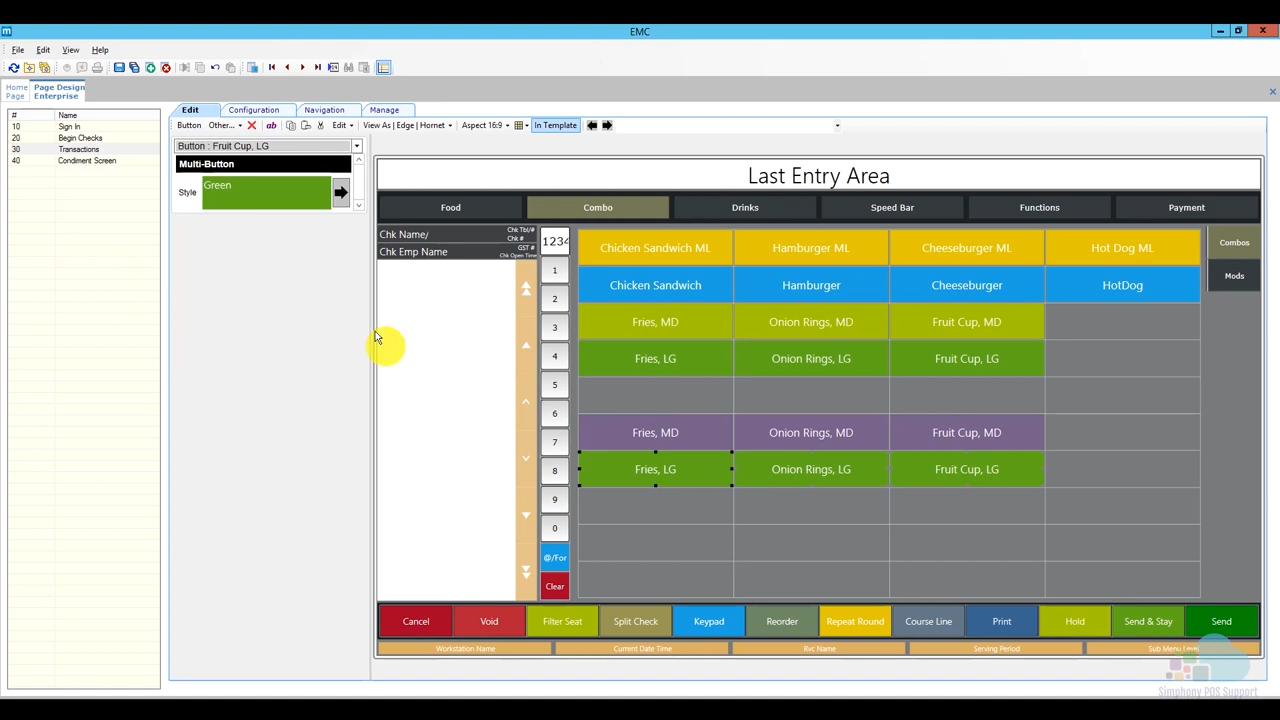 EMC
File Edit View Help
Home Page
Page Design Enterprise
# Name
10 Sign In
20 Begin Checks
30 Transactions
40 Condiment Screen
Edit Configuration Navigation Manage
Button Other... ab Edit View As | Edge | Hornet Aspect 16:9 In Template
Button : Fruit Cup, LG
Multi-Button
Style Green
Last Entry Area
Food Combo Drinks Speed Bar Functions Payment
Chk Name/ Chk Tbl/#
Chk #
Chk Emp Name GST #
Chk Open Time
1234
1
2
3
4
5
6
7
8
9
0
@/For
Clear
Chicken Sandwich ML Hamburger ML Cheeseburger ML Hot Dog ML
Chicken Sandwich Hamburger Cheeseburger HotDog
Fries, MD Onion Rings, MD Fruit Cup, MD
Fries, LG Onion Rings, LG Fruit Cup, LG
Fries, MD Onion Rings, MD Fruit Cup, MD
Fries, LG Onion Rings, LG Fruit Cup, LG
Combos
Mods
Cancel Void Filter Seat Split Check Keypad Reorder Repeat Round Course Line Print Hold Send & Stay Send
Workstation Name Current Date Time Rvc Name Serving Period Sub Menu Level
Simphony POS Support